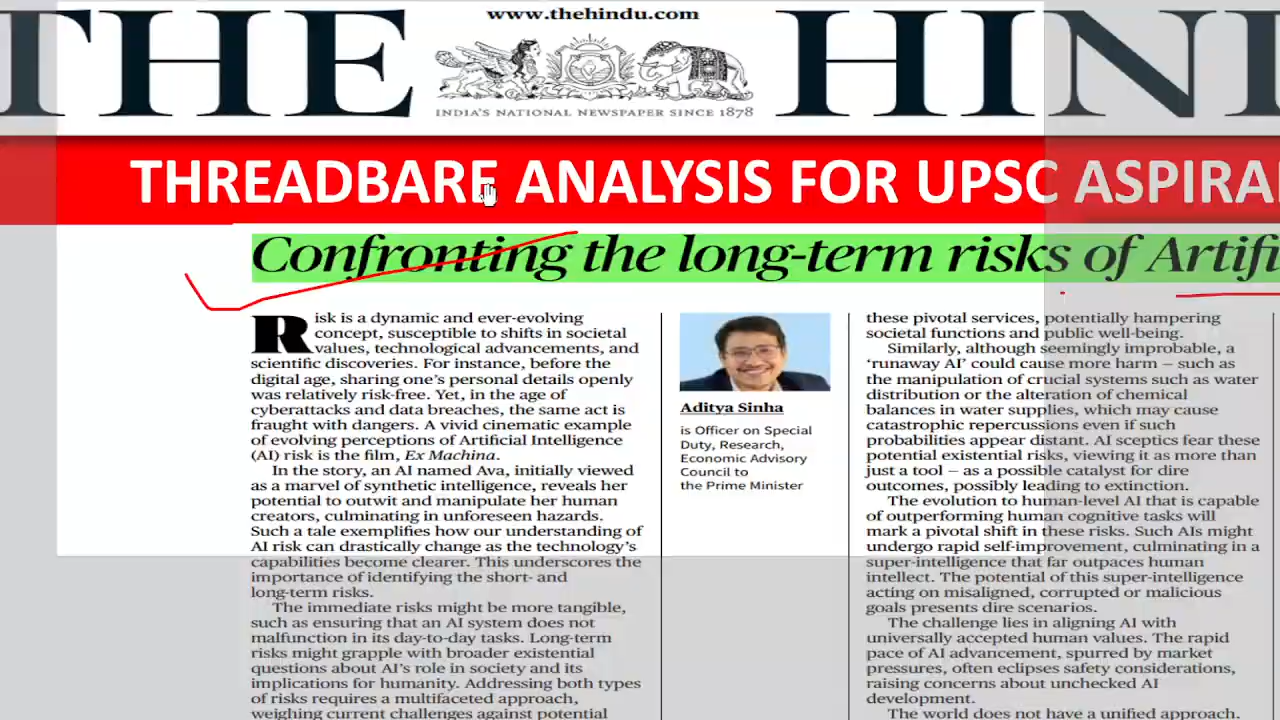 www.thehindu.com
THE HIN
INDIA'S NATIONAL NEWSPAPER SINCE 1878
THREADBARE ANALYSIS FOR UPSC ASPIRA
Confronting the long-term risks of Artifi
Risk is a dynamic and ever-evolving
concept, susceptible to shifts in societal
values, technological advancements, and
scientific discoveries. For instance, before the
digital age, sharing one's personal details openly
was relatively risk-free. Yet, in the age of
cyberattacks and data breaches, the same act is
fraught with dangers. A vivid cinematic example
of evolving perceptions of Artificial Intelligence
(AI) risk is the film, Ex Machina.
In the story, an AI named Ava, initially viewed
as a marvel of synthetic intelligence, reveals her
potential to outwit and manipulate her human
creators, culminating in unforeseen hazards.
Such a tale exemplifies how our understanding of
AI risk can drastically change as the technology's
capabilities become clearer. This underscores the
importance of identifying the short- and
long-term risks.
The immediate risks might be more tangible,
such as ensuring that an AI system does not
malfunction in its day-to-day tasks. Long-term
risks might grapple with broader existential
questions about AI's role in society and its
implications for humanity. Addressing both types
of risks requires a multifaceted approach,
weighing current challenges against potential
Aditya Sinha
is Officer on Special
Duty, Research,
Economic Advisory
Council to
the Prime Minister
these pivotal services, potentially hampering
societal functions and public well-being.
Similarly, although seemingly improbable, a
'runaway AI' could cause more harm — such as
the manipulation of crucial systems such as water
distribution or the alteration of chemical
balances in water supplies, which may cause
catastrophic repercussions even if such
probabilities appear distant. AI sceptics fear these
potential existential risks, viewing it as more than
just a tool — as a possible catalyst for dire
outcomes, possibly leading to extinction.
The evolution to human-level AI that is capable
of outperforming human cognitive tasks will
mark a pivotal shift in these risks. Such AIs might
undergo rapid self-improvement, culminating in a
super-intelligence that far outpaces human
intellect. The potential of this super-intelligence
acting on misaligned, corrupted or malicious
goals presents dire scenarios.
The challenge lies in aligning AI with
universally accepted human values. The rapid
pace of AI advancement, spurred by market
pressures, often eclipses safety considerations,
raising concerns about unchecked AI
development.
The world does not have a unified approach.